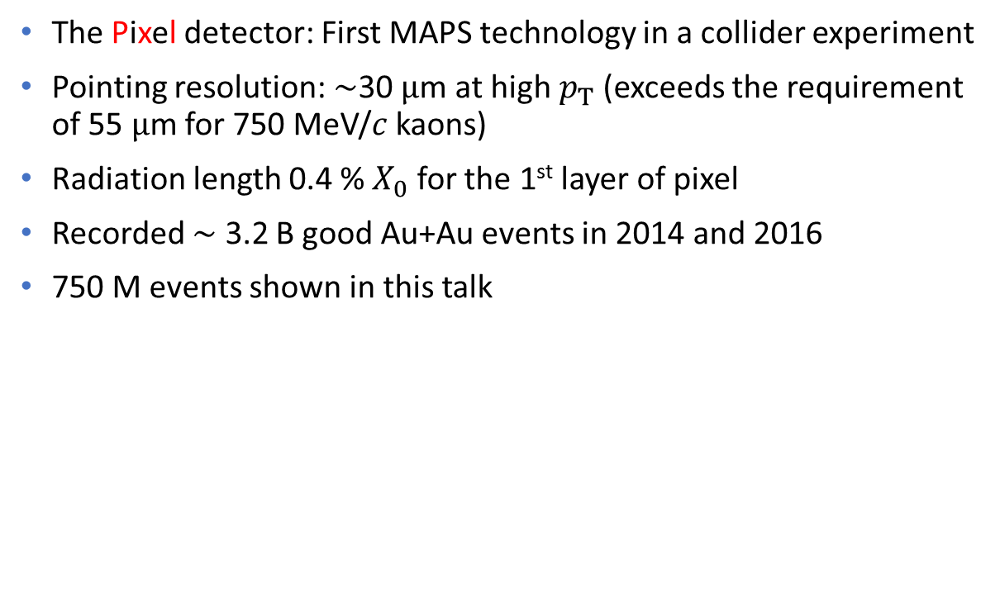 • The Pixel detector: First MAPS technology in a collider experiment
• Pointing resolution: ~30 μm at high p_T (exceeds the requirement
of 55 μm for 750 MeV/c kaons)
• Radiation length 0.4 % X₀ for the 1ˢᵗ layer of pixel
• Recorded ~ 3.2 B good Au+Au events in 2014 and 2016
• 750 M events shown in this talk